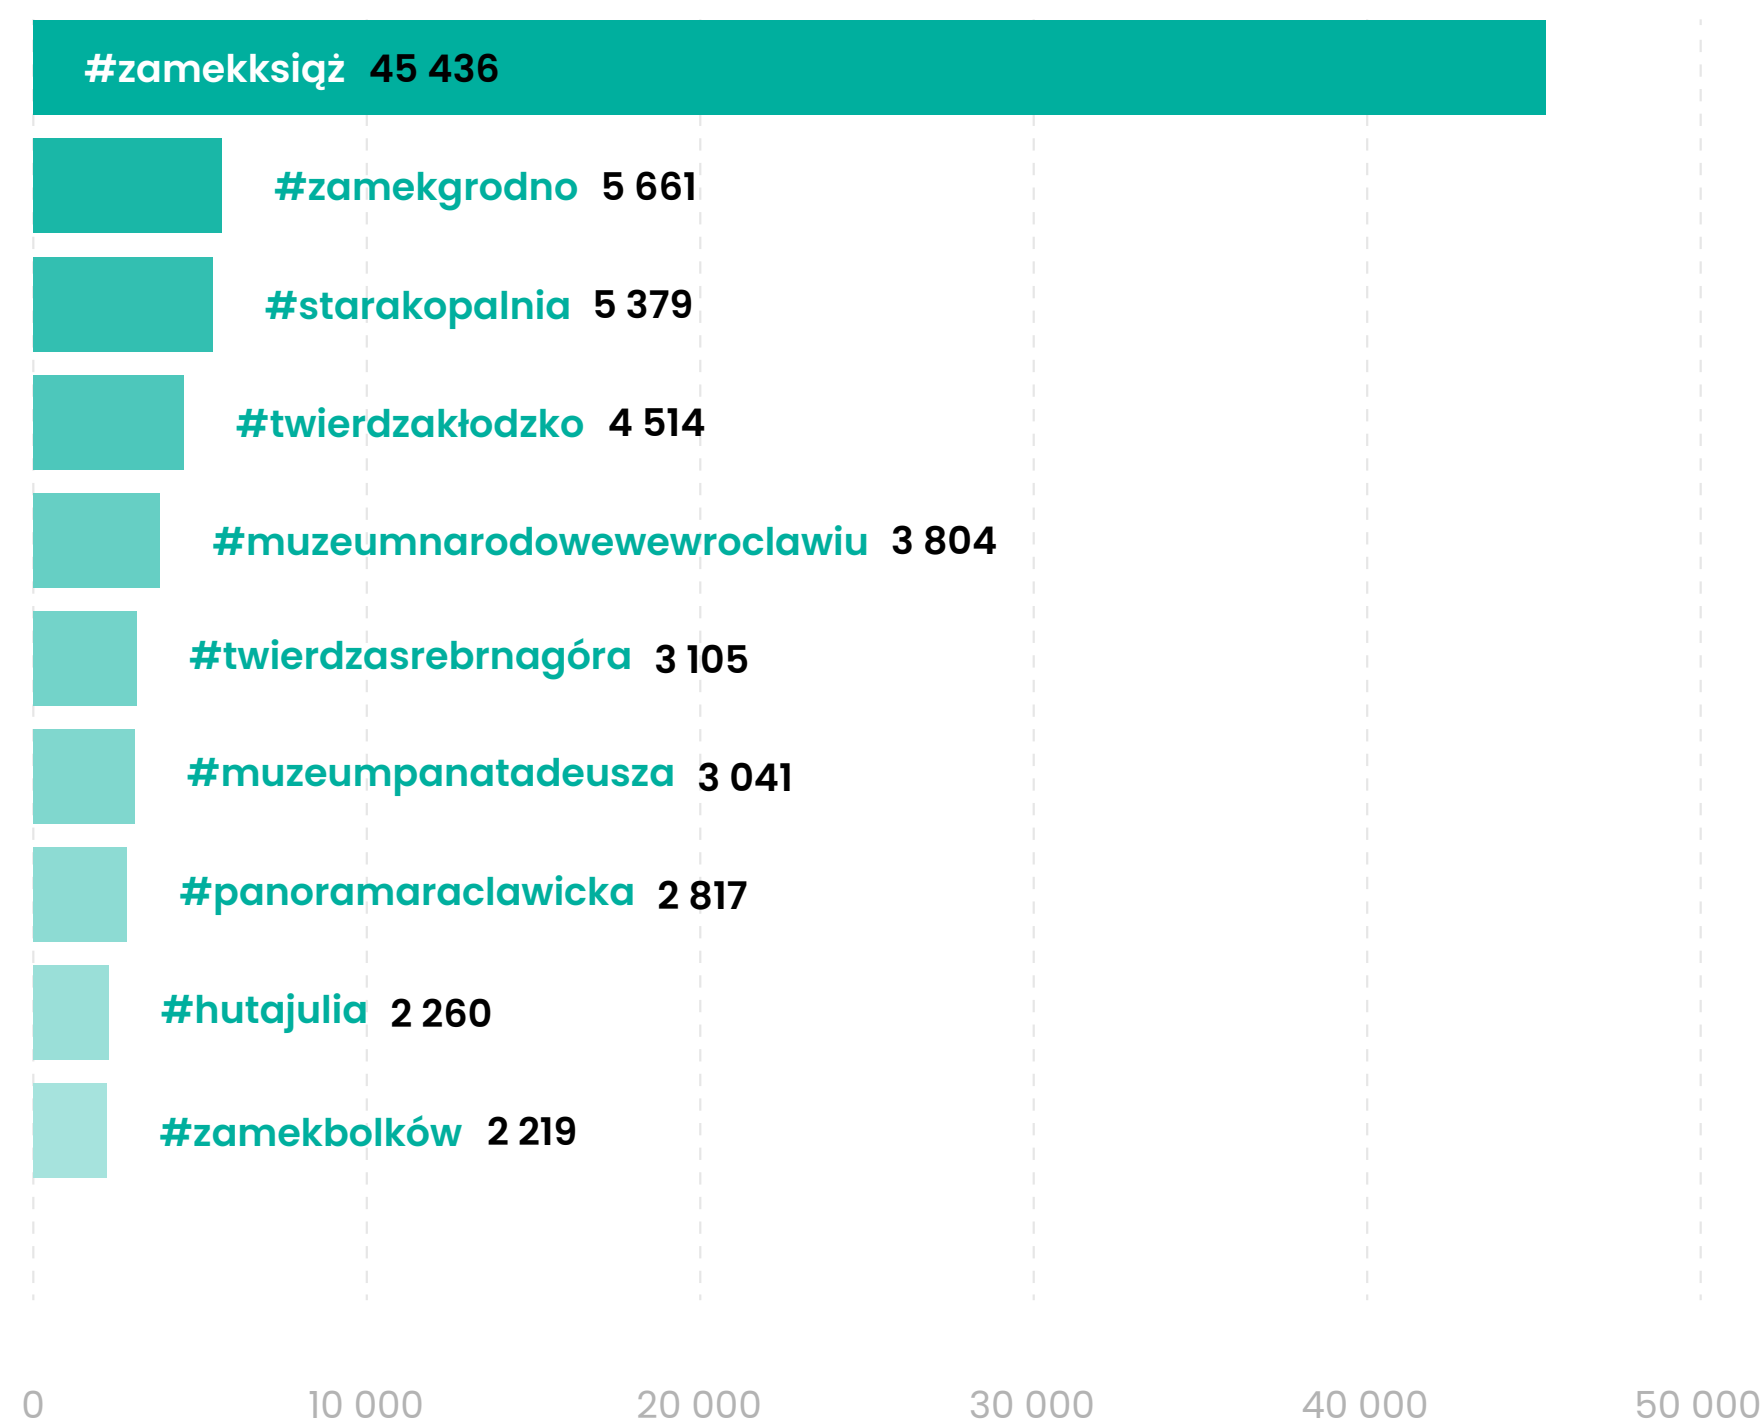 #zamekksiąż 45 436
#zamekgrodno 5 661
#starakopalnia 5 379
#twierdzakłodzko 4 514
#muzeumnarodowewewroclawiu 3 804
#twierdzasrebrnagóra 3 105
#muzeumpanatadeusza 3 041
#panoramaraclawicka 2 817
#hutajulia 2 260
#zamekbolków 2 219
0 10 000 20 000 30 000 40 000 50 000